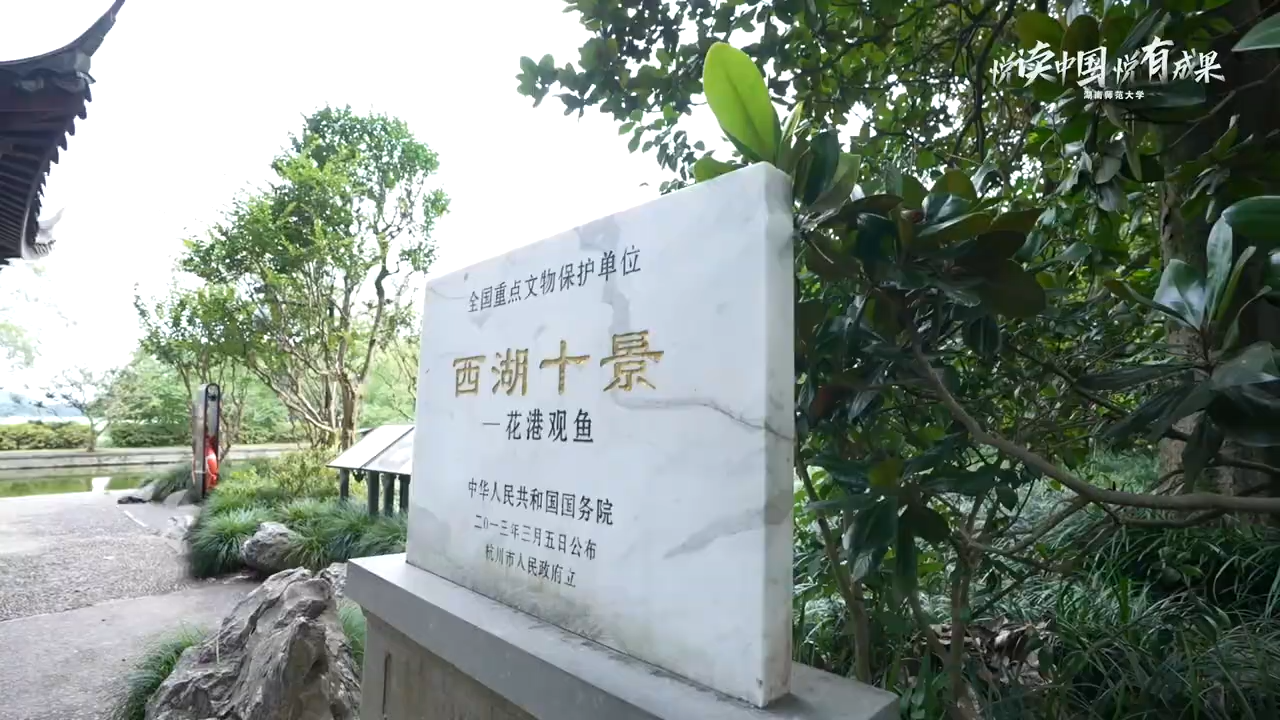 悦读中国 悦有成果
湖南师范大学
全国重点文物保护单位
西湖十景
一花港观鱼
中华人民共和国国务院
二〇一三年三月五日公布
杭州市人民政府立